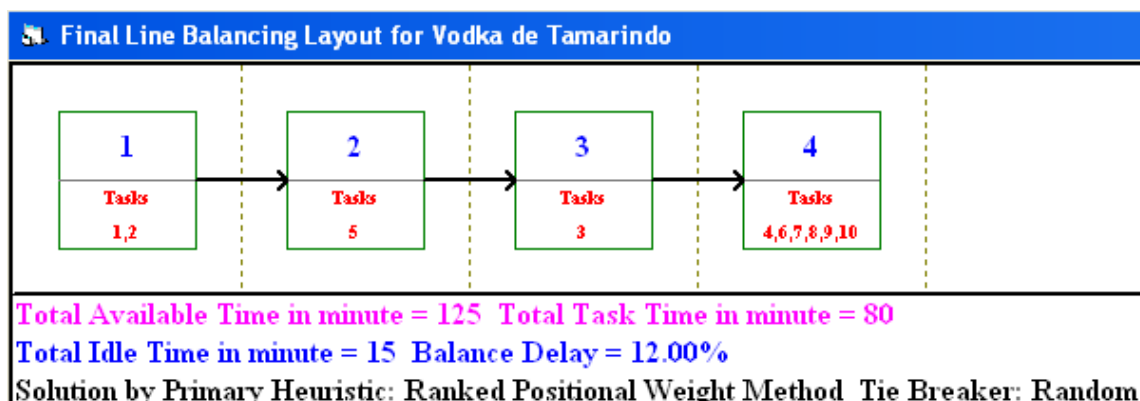 Final Line Balancing Layout for Vodka de Tamarindo
1 2 3 4
Tasks Tasks Tasks Tasks
1,2 5 3 4,6,7,8,9,10
Total Available Time in minute = 125 Total Task Time in minute = 80
Total Idle Time in minute = 15 Balance Delay = 12.00%
Solution by Primary Heuristic: Ranked Positional Weight Method Tie Breaker: Random